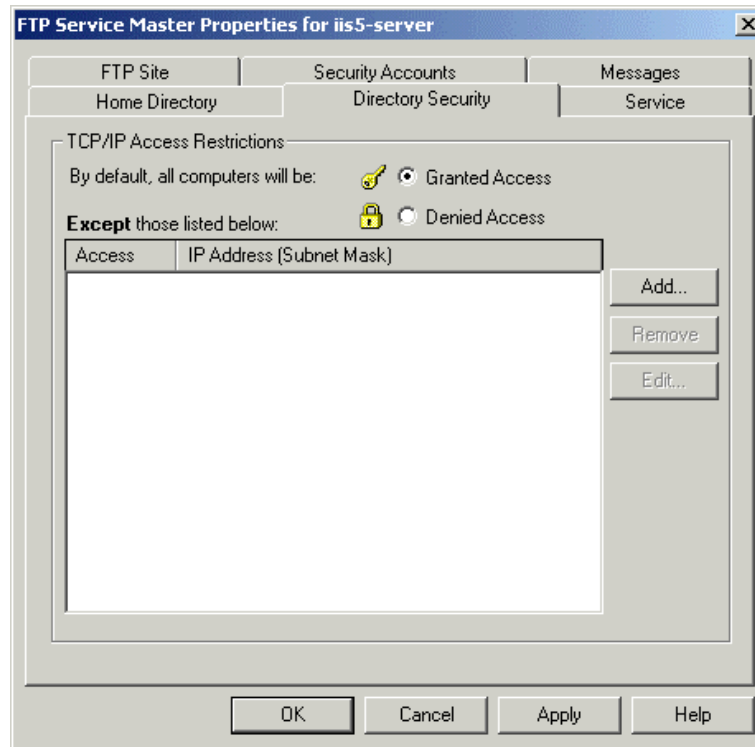 FTP Service Master Properties for iis5-server
FTP Site Security Accounts Messages
Home Directory Directory Security Service
TCP/IP Access Restrictions
By default, all computers will be: Granted Access
Denied Access
Except those listed below:
Access IP Address (Subnet Mask)
Add...
Remove
Edit...
OK Cancel Apply Help